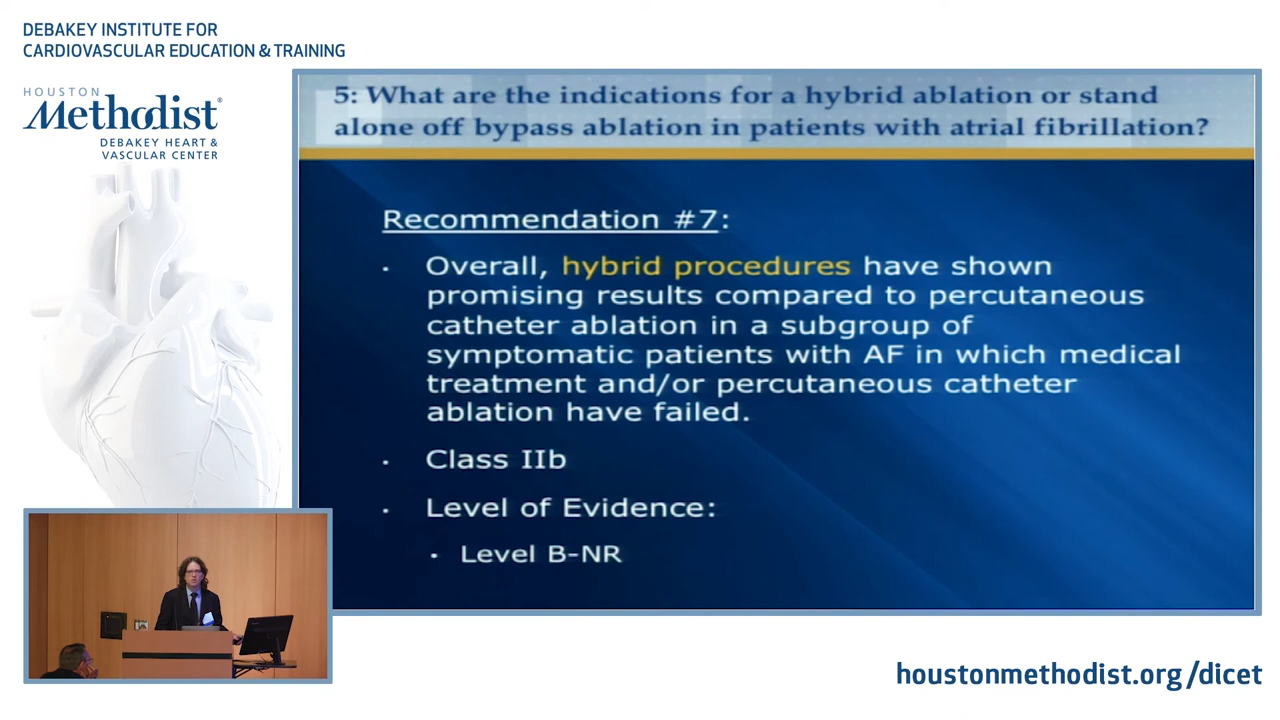 DEBAKEY INSTITUTE FOR
CARDIOVASCULAR EDUCATION & TRAINING
HOUSTON
Methodist®
DEBAKEY HEART &
VASCULAR CENTER
5: What are the indications for a hybrid ablation or stand
alone off bypass ablation in patients with atrial fibrillation?
Recommendation #7:
• Overall, hybrid procedures have shown
promising results compared to percutaneous
catheter ablation in a subgroup of
symptomatic patients with AF in which medical
treatment and/or percutaneous catheter
ablation have failed.
• Class IIb
• Level of Evidence:
• Level B-NR
houstonmethodist.org/dicet